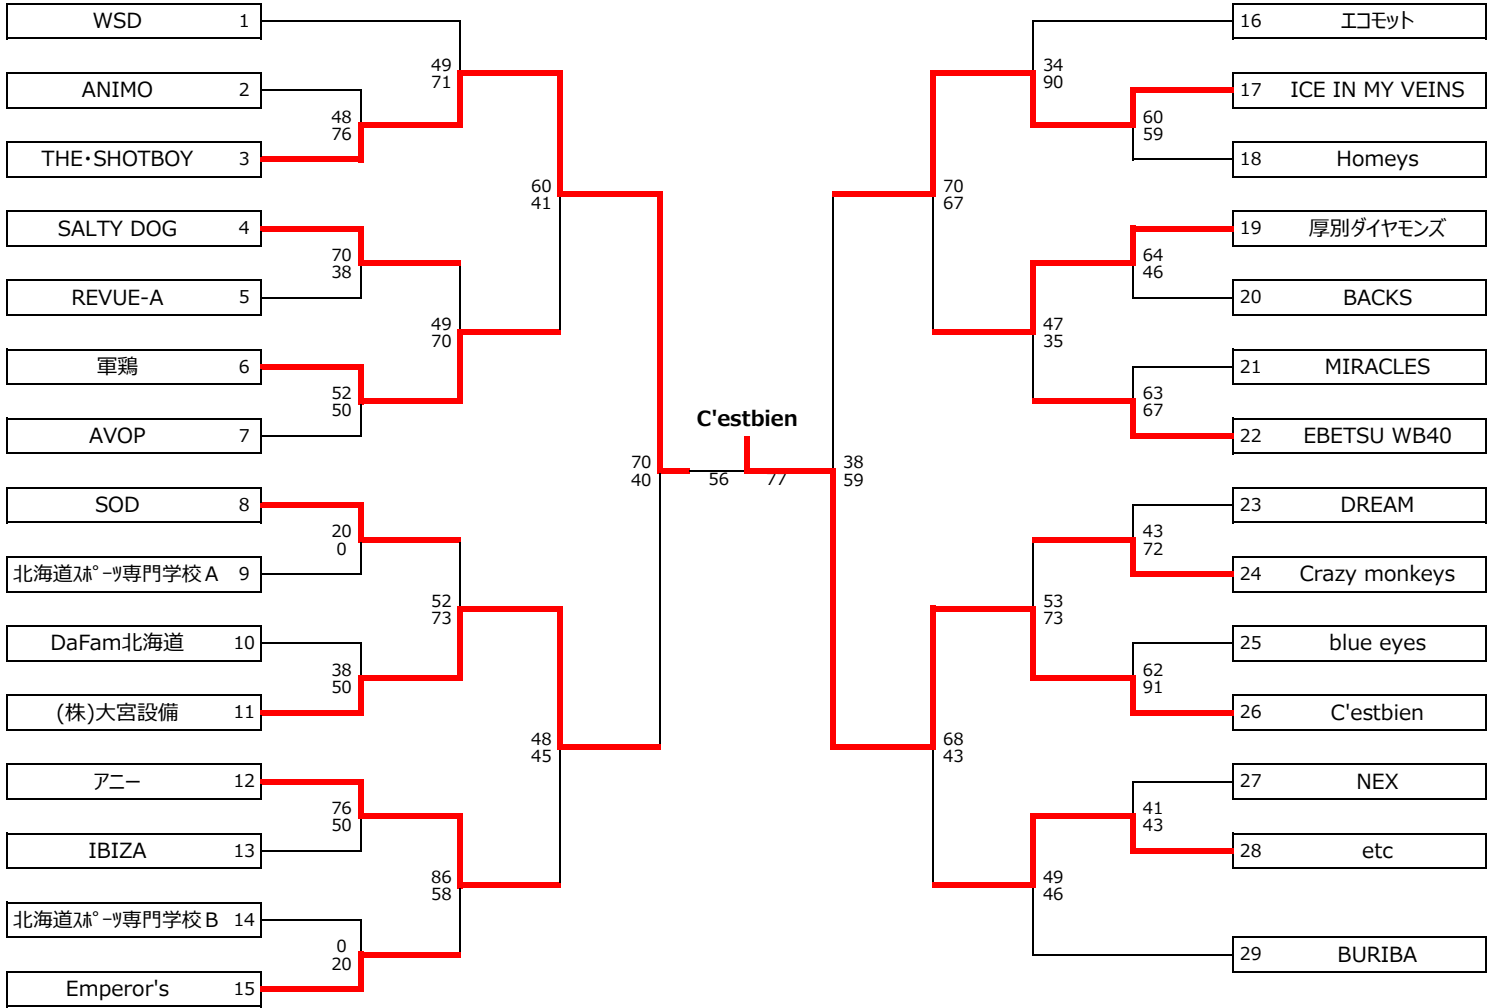 WSD 1
49
71
ANIMO 2
48
76
THE・SHOTBOY 3
60
41
SALTY DOG 4
70
38
REVUE-A 5
49
70
軍鶏 6
52
50
AVOP 7
70
40
SOD 8
20
0
北海道ｽﾎﾟｰﾂ専門学校A 9
52
73
DaFam北海道 10
38
50
(株)大宮設備 11
48
45
アニー 12
76
50
IBIZA 13
86
58
北海道ｽﾎﾟｰﾂ専門学校B 14
0
20
Emperor's 15
C'estbien
56 77
38
59
16 エコモット
34
90
17 ICE IN MY VEINS
60
59
18 Homeys
70
67
19 厚別ダイヤモンズ
64
46
20 BACKS
47
35
21 MIRACLES
63
67
22 EBETSU WB40
23 DREAM
43
72
24 Crazy monkeys
53
73
25 blue eyes
62
91
26 C'estbien
68
43
27 NEX
41
43
28 etc
49
46
29 BURIBA